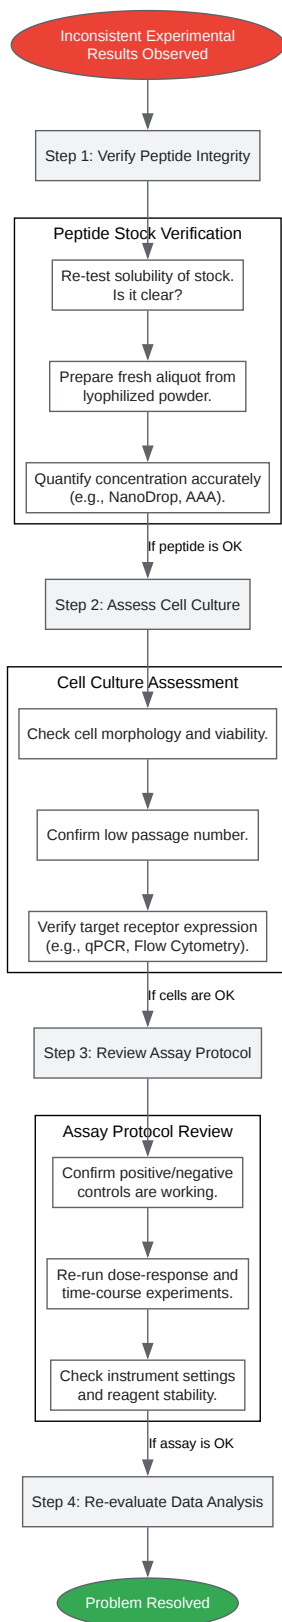 Inconsistent Experimental
Results Observed
Step 1: Verify Peptide Integrity
Peptide Stock Verification
Re-test solubility of stock.
Is it clear?
Prepare fresh aliquot from
lyophilized powder.
Quantify concentration accurately
(e.g., NanoDrop, AAA).
If peptide is OK
Step 2: Assess Cell Culture
Cell Culture Assessment
Check cell morphology and viability.
Confirm low passage number.
Verify target receptor expression
(e.g., qPCR, Flow Cytometry).
If cells are OK
Step 3: Review Assay Protocol
Assay Protocol Review
Confirm positive/negative
controls are working.
Re-run dose-response and
time-course experiments.
Check instrument settings
and reagent stability.
If assay is OK
Step 4: Re-evaluate Data Analysis
Problem Resolved